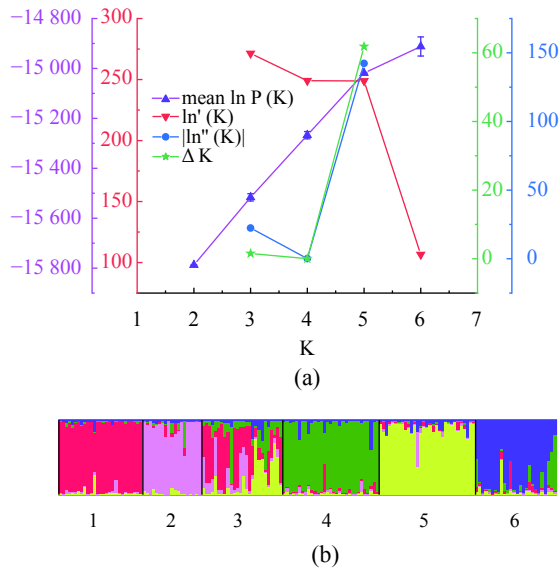 −14 800
−15 000
−15 200
−15 400
−15 600
−15 800
300
250
200
150
100
mean ln P (K)
ln' (K)
|ln'' (K)|
Δ K
60
40
20
0
150
100
50
0
1 2 3 4 5 6 7
K
(a)
1 2 3 4 5 6
(b)